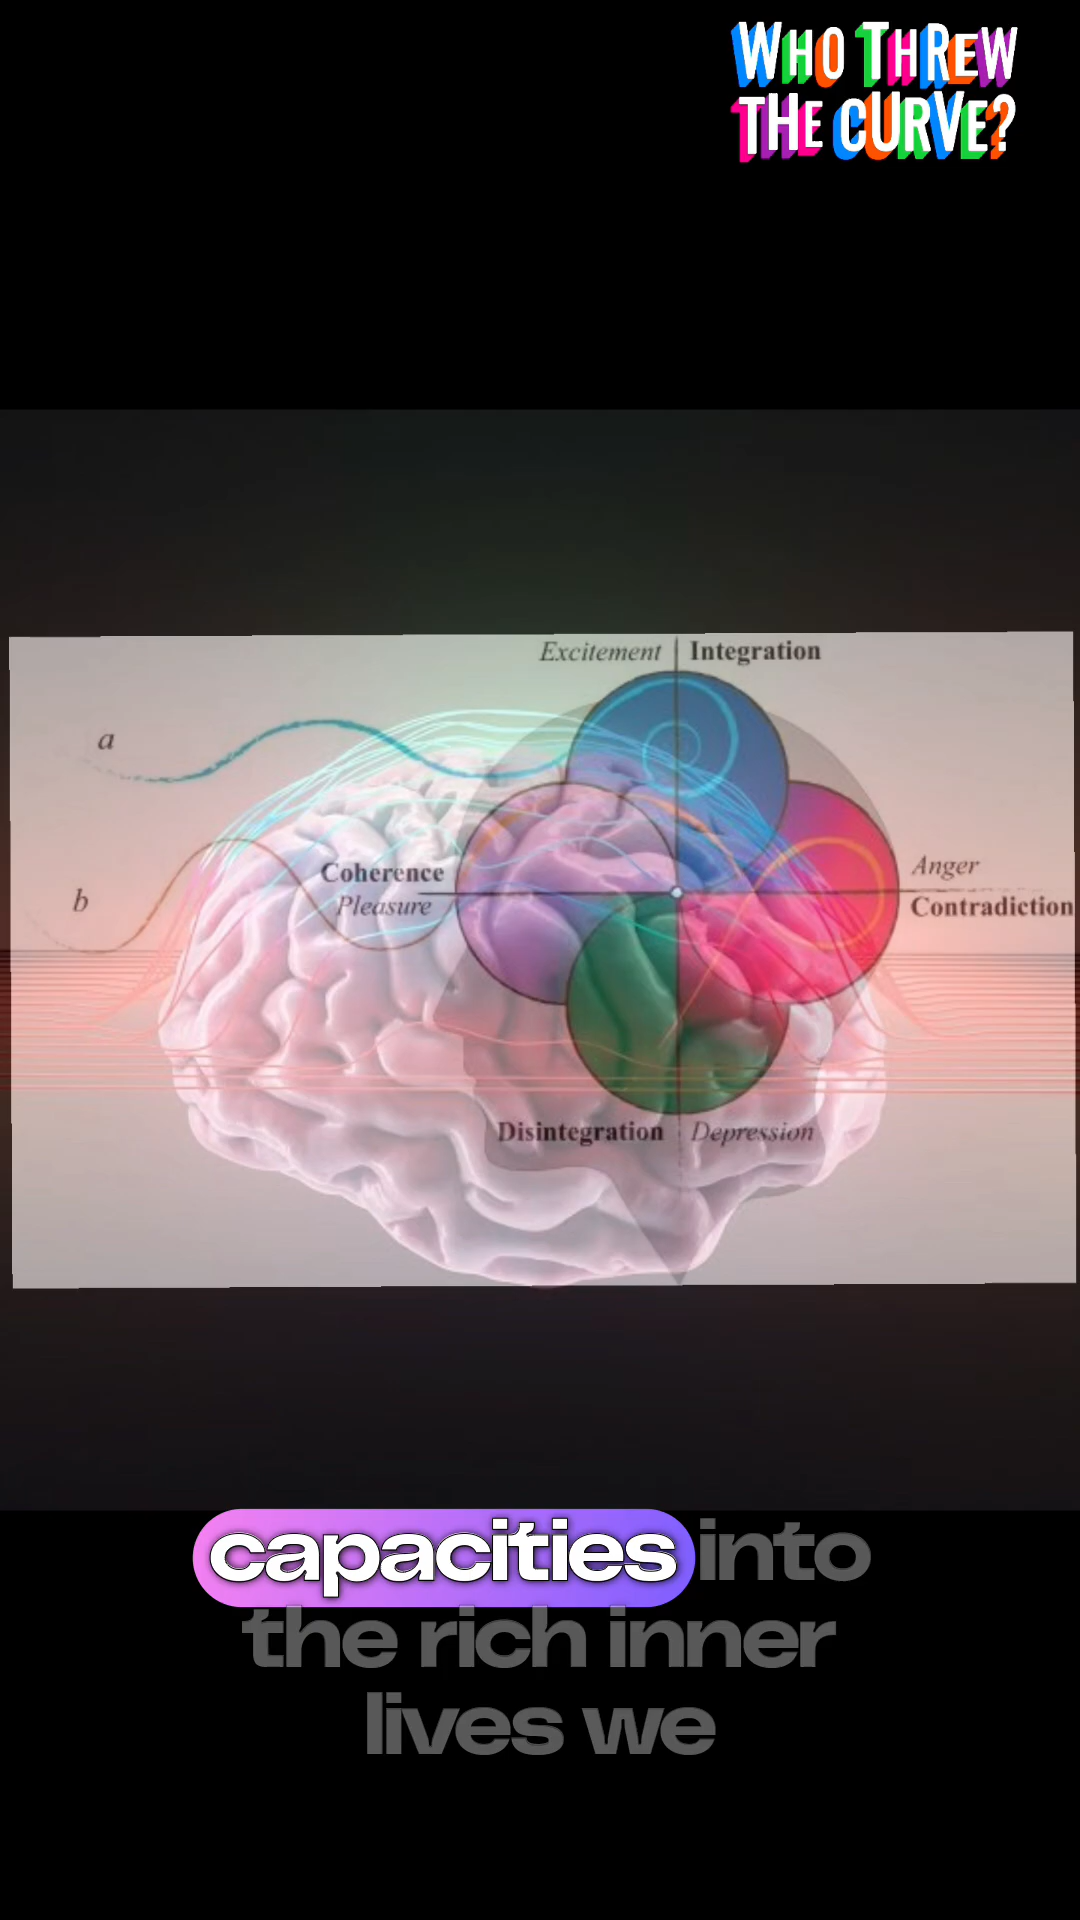 WHO THREW
THE CURVE?
Excitement Integration
a
Coherence
Pleasure
b
Anger
Contradiction
Disintegration Depression
capacities into
the rich inner
lives we